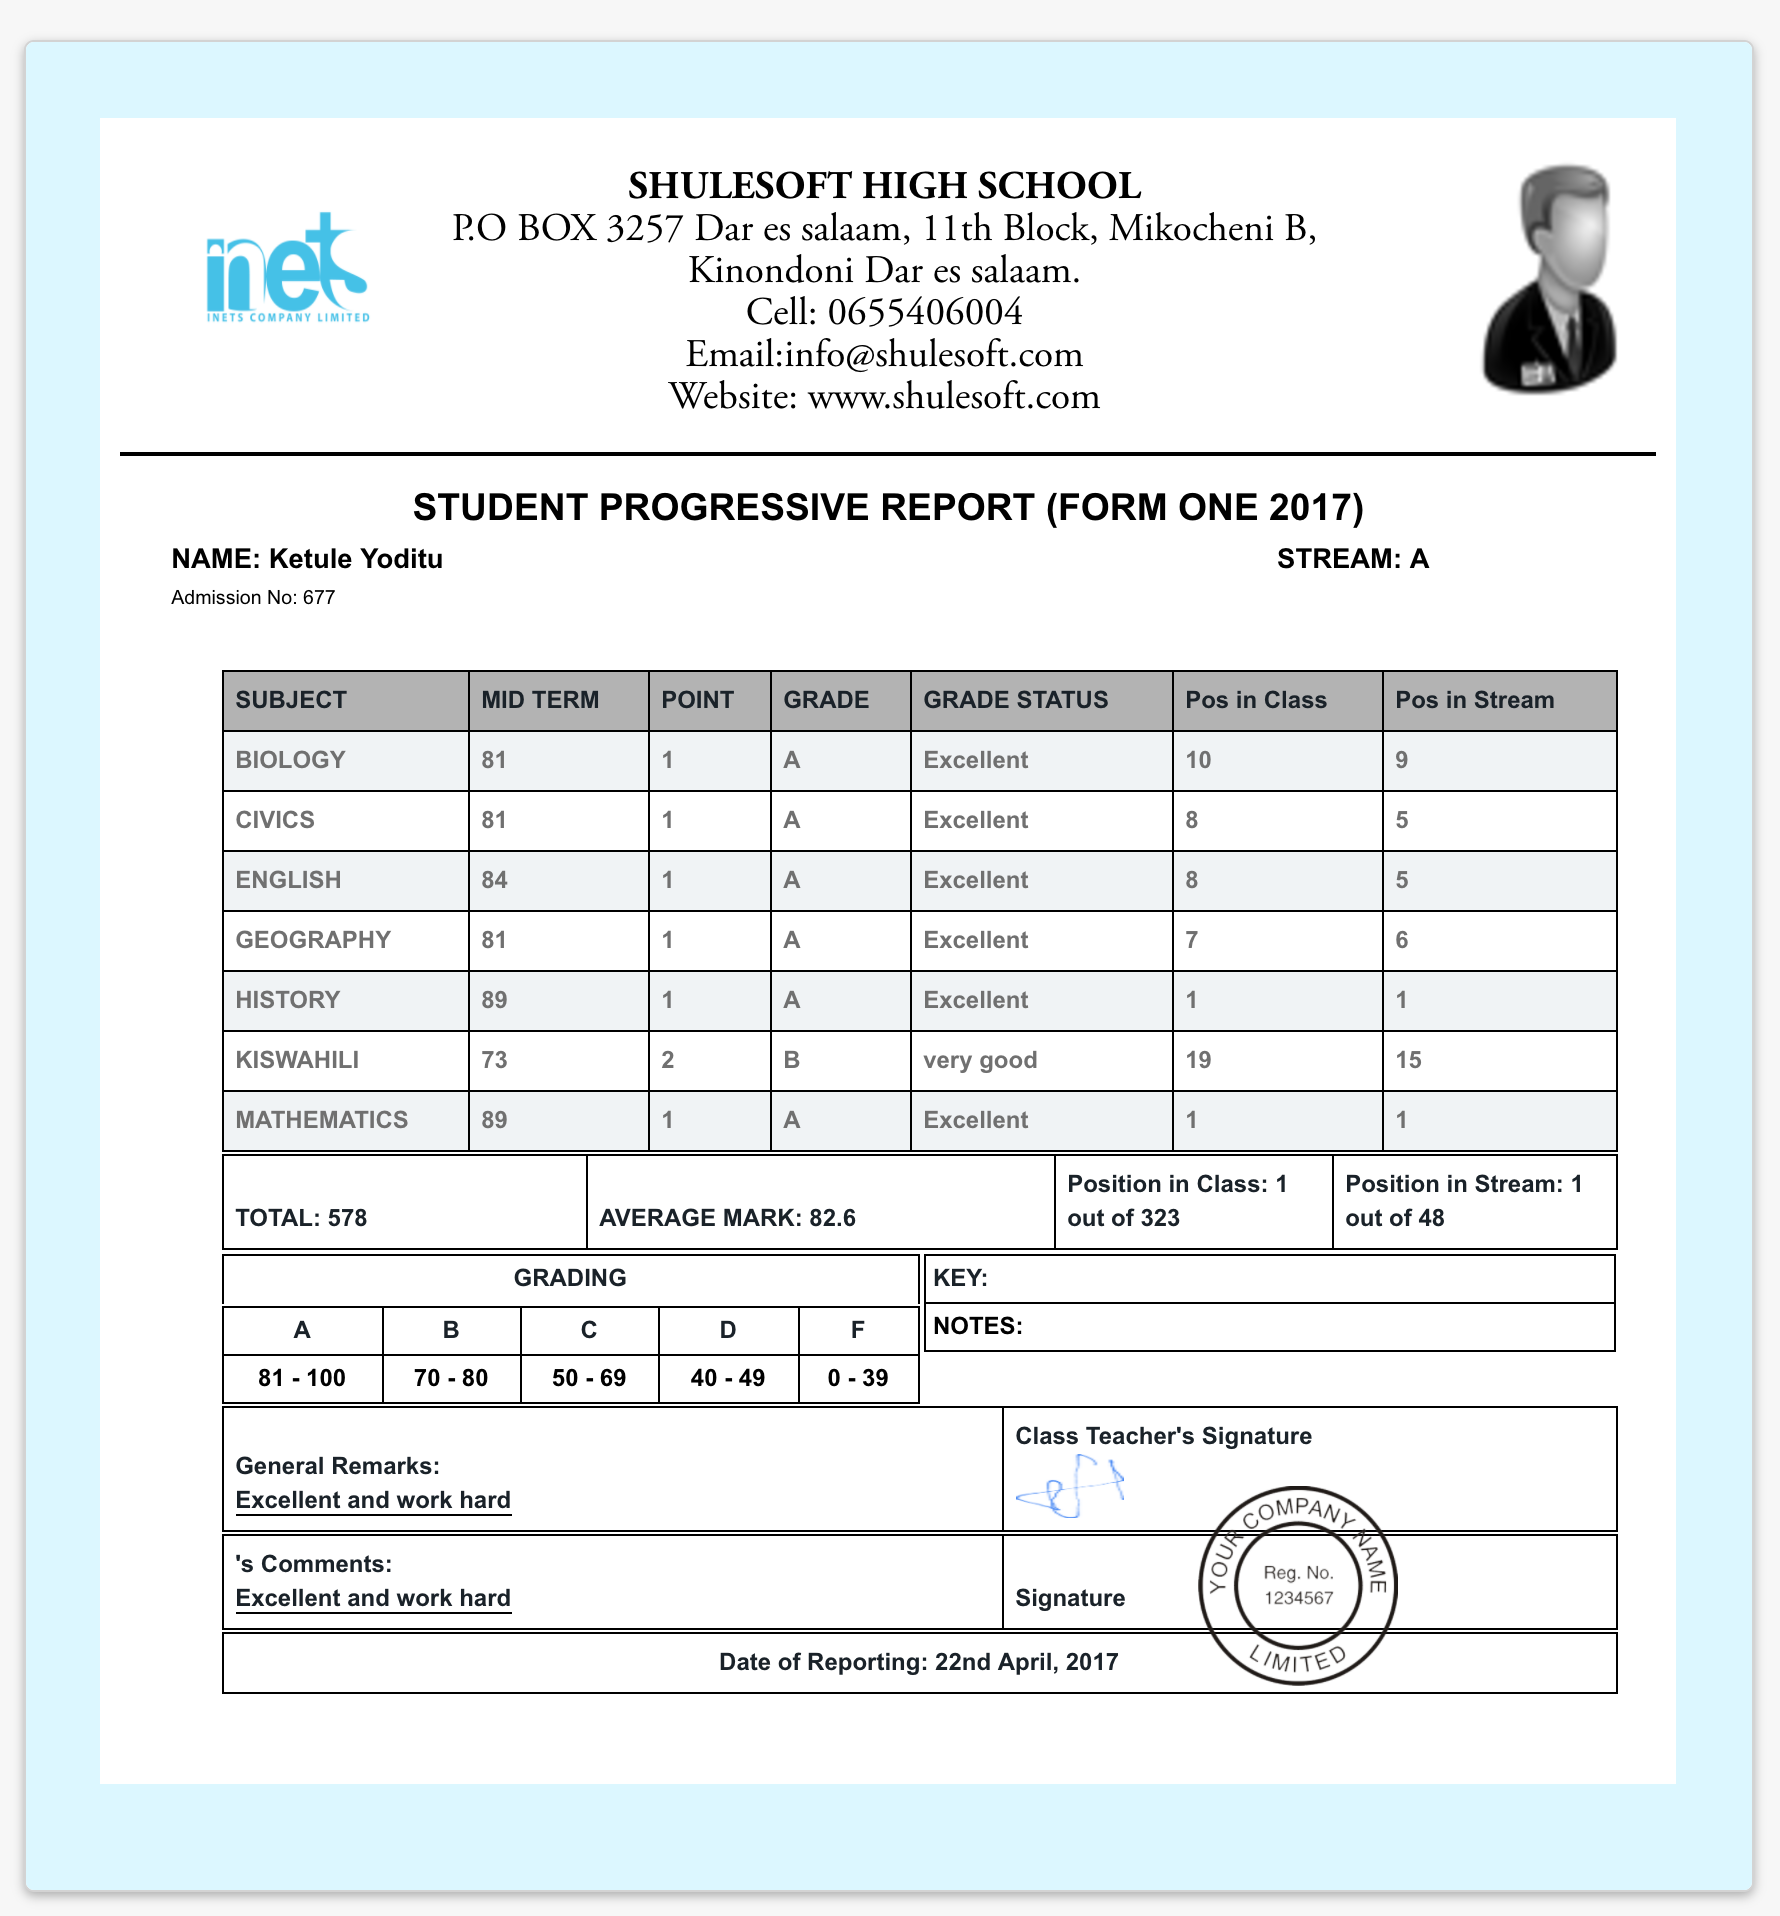 inets
INETS COMPANY LIMITED
SHULESOFT HIGH SCHOOL
P.O BOX 3257 Dar es salaam, 11th Block, Mikocheni B,
Kinondoni Dar es salaam.
Cell: 0655406004
Email:info@shulesoft.com
Website: www.shulesoft.com
STUDENT PROGRESSIVE REPORT (FORM ONE 2017)
NAME: Ketule Yoditu STREAM: A
Admission No: 677
SUBJECT MID TERM POINT GRADE GRADE STATUS Pos in Class Pos in Stream
BIOLOGY 81 1 A Excellent 10 9
CIVICS 81 1 A Excellent 8 5
ENGLISH 84 1 A Excellent 8 5
GEOGRAPHY 81 1 A Excellent 7 6
HISTORY 89 1 A Excellent 1 1
KISWAHILI 73 2 B very good 19 15
MATHEMATICS 89 1 A Excellent 1 1
TOTAL: 578
AVERAGE MARK: 82.6
Position in Class: 1
out of 323
Position in Stream: 1
out of 48
GRADING
A B C D F
81 - 100 70 - 80 50 - 69 40 - 49 0 - 39
KEY:
NOTES:
General Remarks:
Excellent and work hard
Class Teacher's Signature
's Comments:
Excellent and work hard
Signature
YOUR COMPANY NAME
Reg. No.
1234567
LIMITED
Date of Reporting: 22nd April, 2017